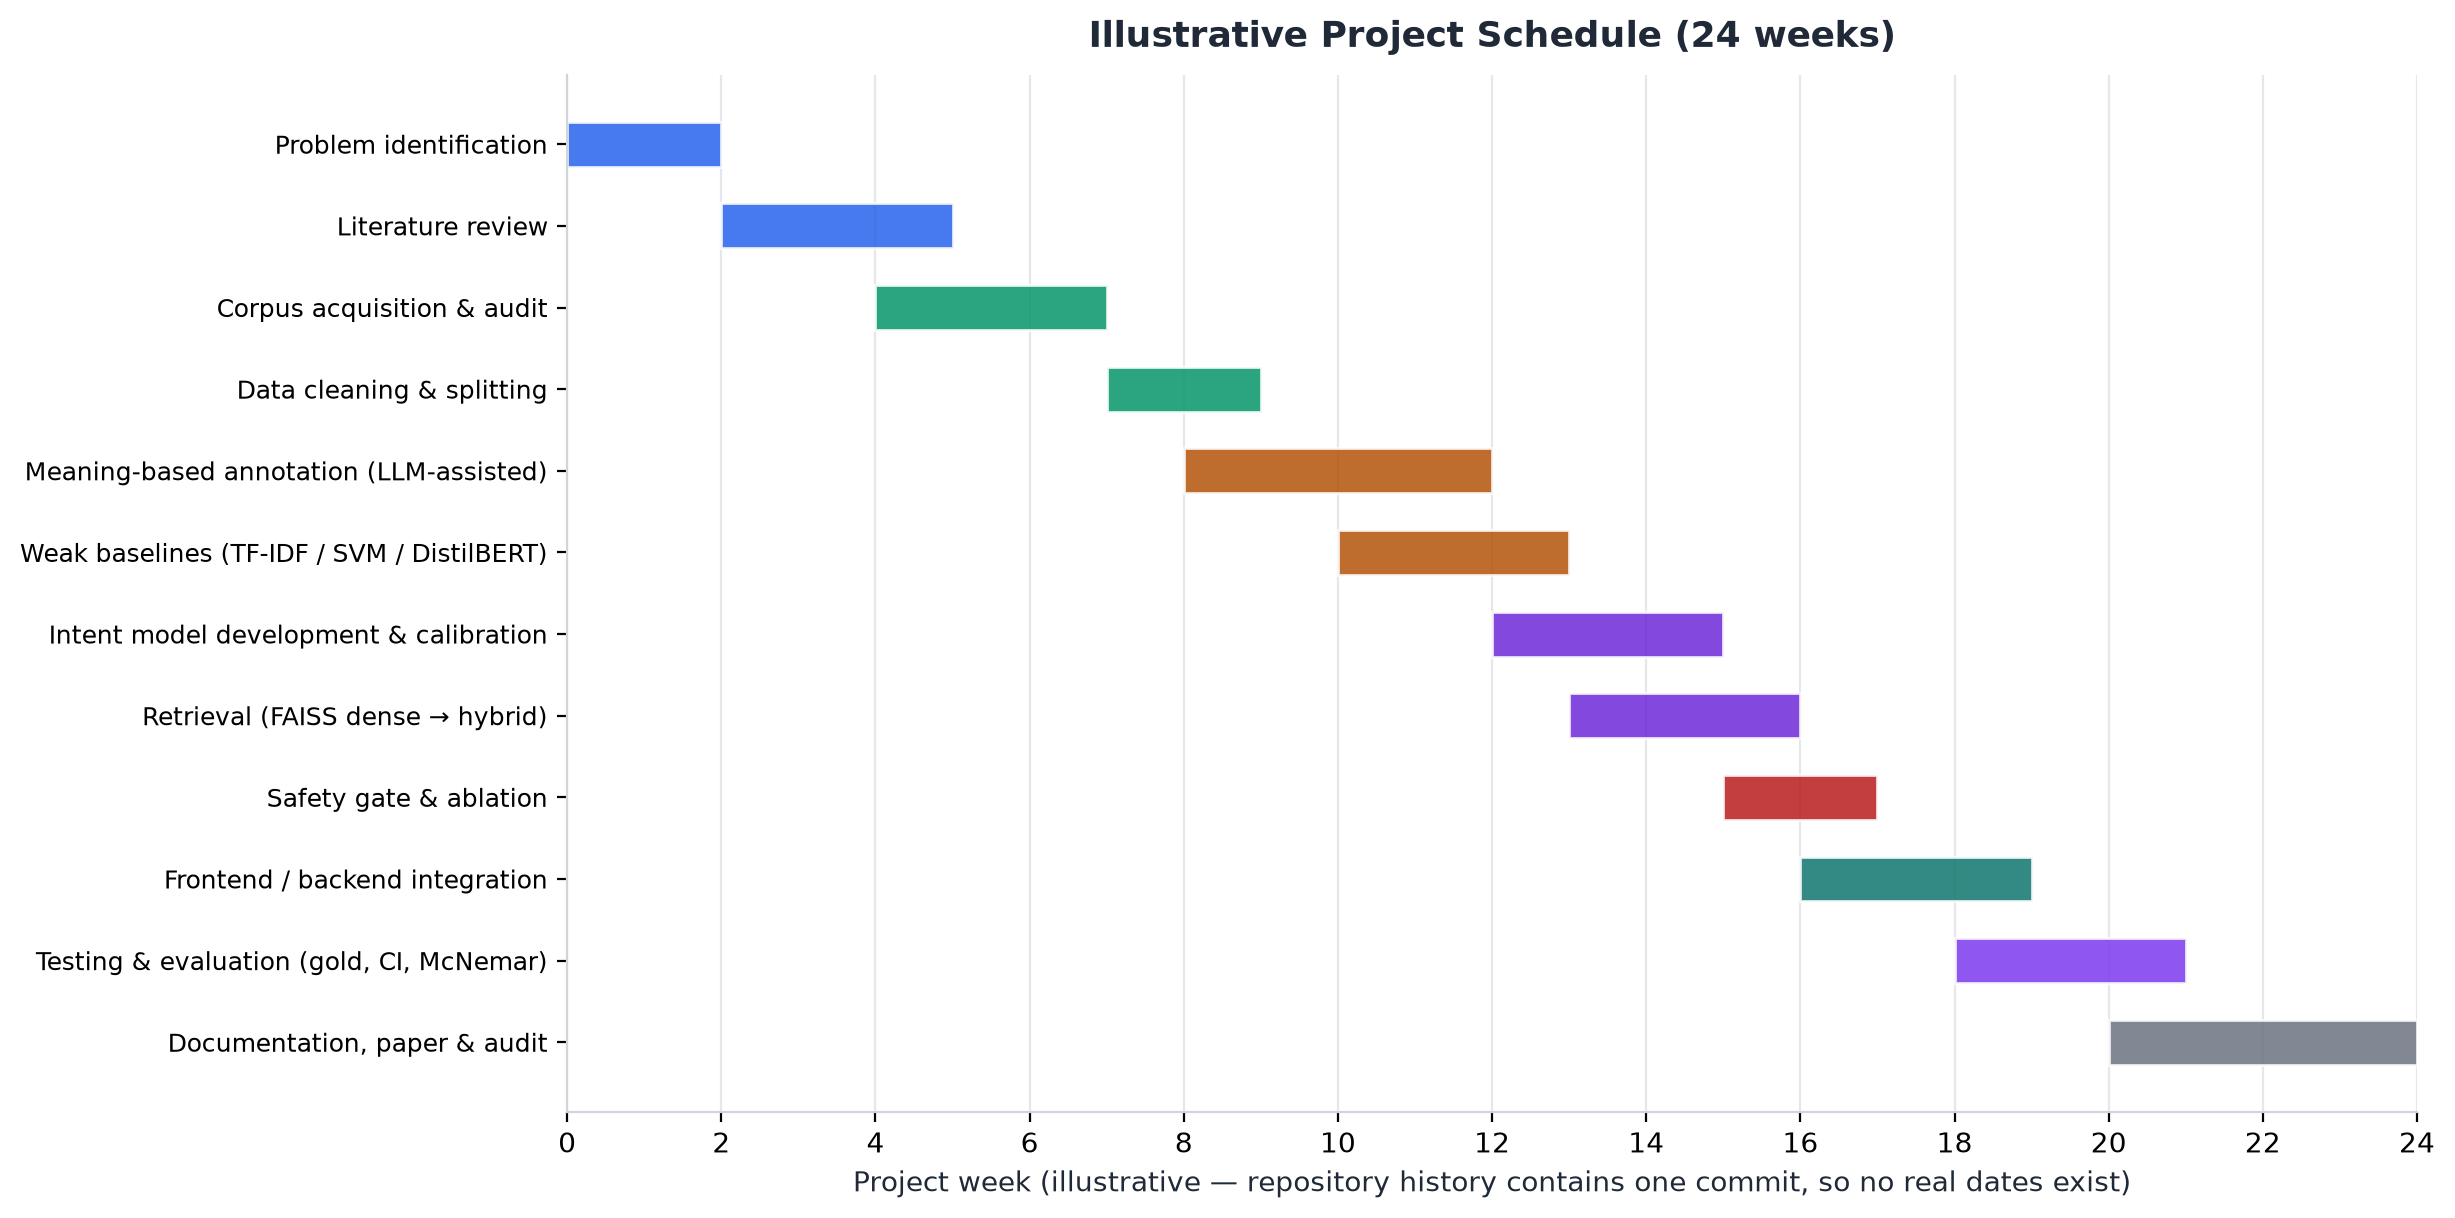 Illustrative Project Schedule (24 weeks)
Problem identification
Literature review
Corpus acquisition & audit
Data cleaning & splitting
Meaning-based annotation (LLM-assisted)
Weak baselines (TF-IDF / SVM / DistilBERT)
Intent model development & calibration
Retrieval (FAISS dense → hybrid)
Safety gate & ablation
Frontend / backend integration
Testing & evaluation (gold, CI, McNemar)
Documentation, paper & audit
0 2 4 6 8 10 12 14 16 18 20 22 24
Project week (illustrative — repository history contains one commit, so no real dates exist)